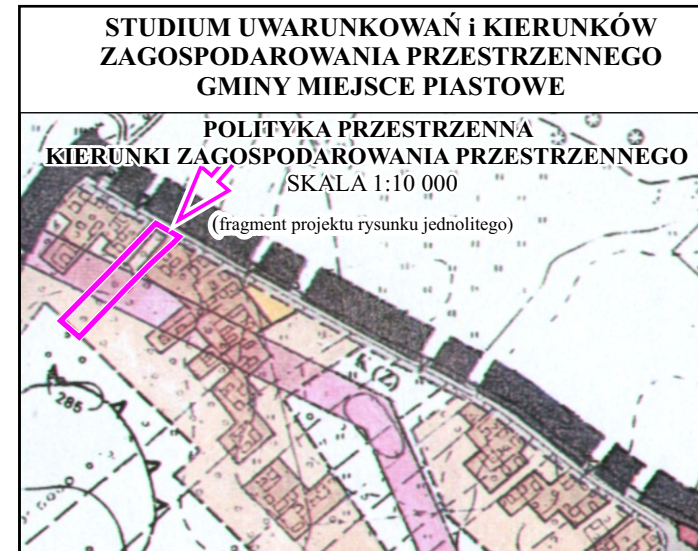 STUDIUM UWARUNKOWAŃ i KIERUNKÓW
ZAGOSPODAROWANIA PRZESTRZENNEGO
GMINY MIEJSCE PIASTOWE
POLITYKA PRZESTRZENNA
KIERUNKI ZAGOSPODAROWANIA PRZESTRZENNEGO
SKALA 1:10 000
(fragment projektu rysunku jednolitego)
K (Z)
285